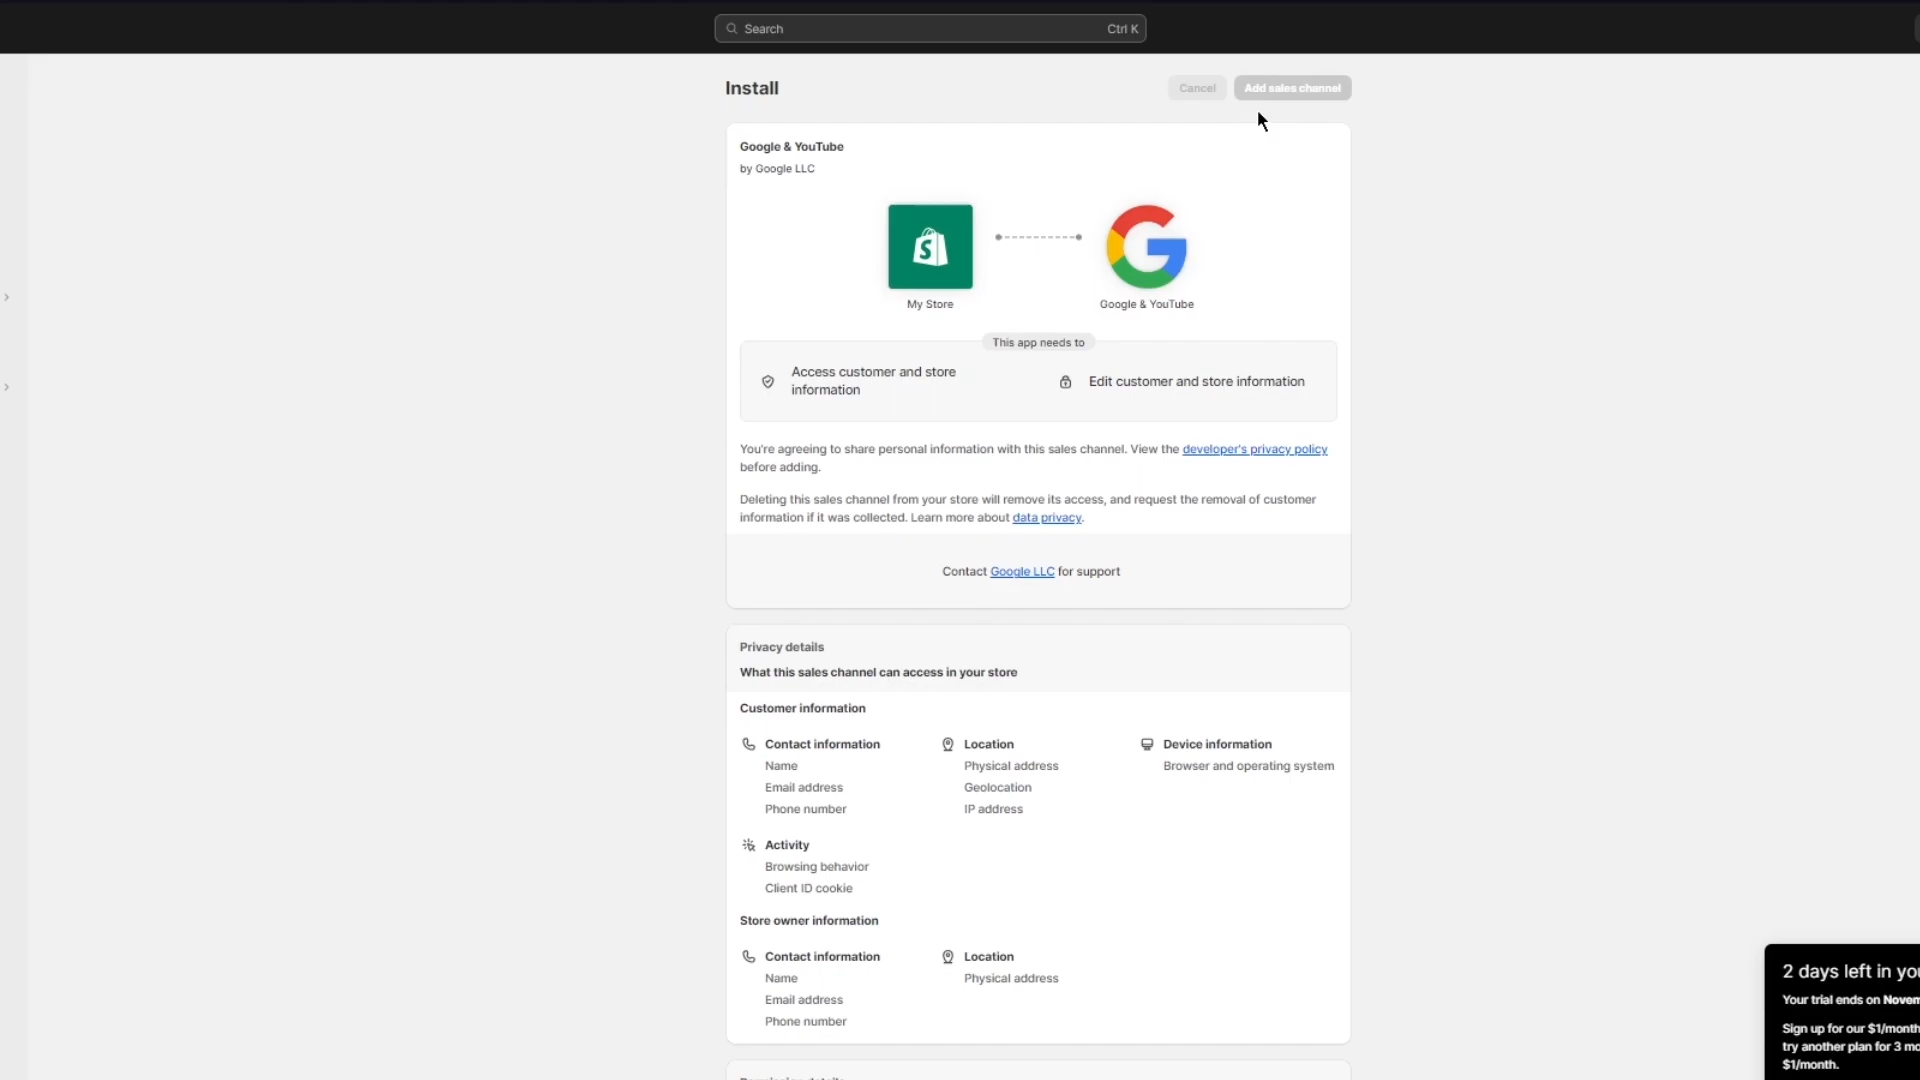 Search
Ctrl K
Install
Cancel
Add sales channel
Google & YouTube
by Google LLC
My Store
Google & YouTube
This app needs to
Access customer and store
information
Edit customer and store information
You're agreeing to share personal information with this sales channel. View the developer's privacy policy
before adding.
Deleting this sales channel from your store will remove its access, and request the removal of customer
information if it was collected. Learn more about data privacy.
Contact Google LLC for support
Privacy details
What this sales channel can access in your store
Customer information
Contact information
Name
Email address
Phone number
Location
Physical address
Geolocation
IP address
Device information
Browser and operating system
Activity
Browsing behavior
Client ID cookie
Store owner information
Contact information
Name
Email address
Phone number
Location
Physical address
2 days left in you
Your trial ends on Novem
Sign up for our $1/month
try another plan for 3 mo
$1/month.